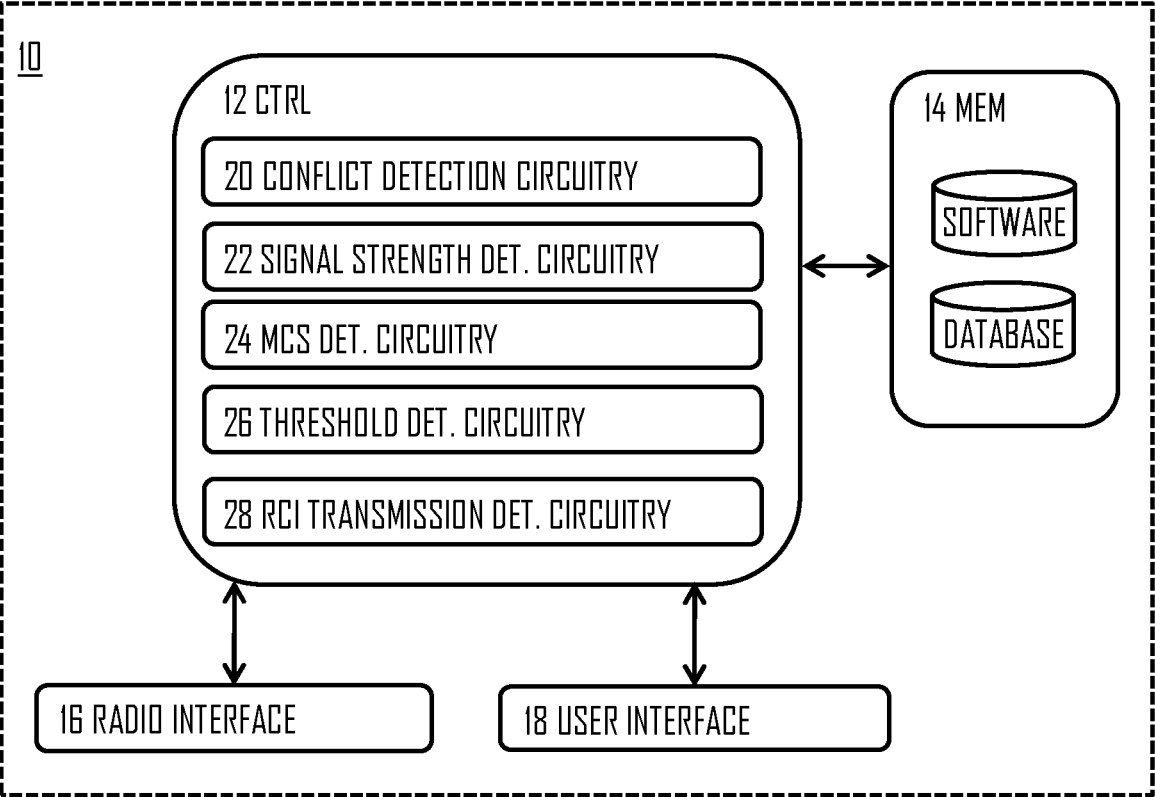 10
12 CTRL
14 MEM
20 CONFLICT DETECTION CIRCUITRY
22 SIGNAL STRENGTH DET. CIRCUITRY
24 MCS DET. CIRCUITRY
26 THRESHOLD DET. CIRCUITRY
28 RCI TRANSMISSION DET. CIRCUITRY
SOFTWARE
DATABASE
16 RADIO INTERFACE
18 USER INTERFACE